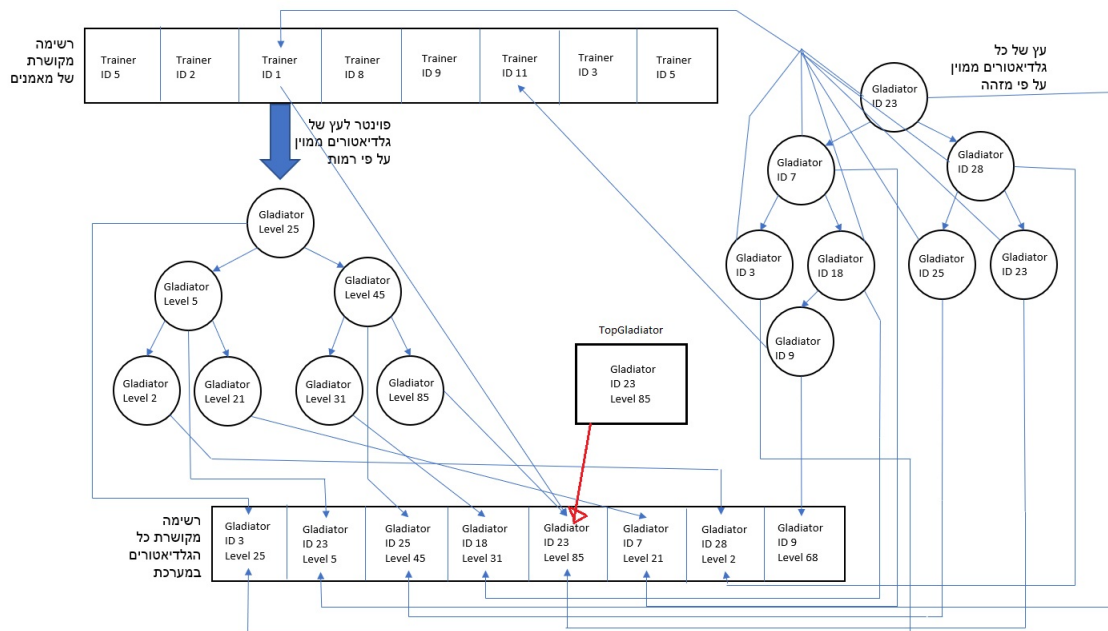 רשימה
מקושרת
של מאמנים
Trainer
ID 5
Trainer
ID 2
Trainer
ID 1
Trainer
ID 8
Trainer
ID 9
Trainer
ID 11
Trainer
ID 3
Trainer
ID 5
עץ של כל
גלדיאטורים ממוין
על פי מזהה
Gladiator
ID 23
Gladiator
ID 7
Gladiator
ID 28
Gladiator
ID 3
Gladiator
ID 18
Gladiator
ID 25
Gladiator
ID 23
Gladiator
ID 9
פוינטר לעץ של
גלדיאטורים ממוין
על פי רמות
Gladiator
Level 25
Gladiator
Level 5
Gladiator
Level 45
Gladiator
Level 2
Gladiator
Level 21
Gladiator
Level 31
Gladiator
Level 85
TopGladiator
Gladiator
ID 23
Level 85
רשימה
מקושרת כל
הגלדיאטורים
במערכת
Gladiator
ID 3
Level 25
Gladiator
ID 23
Level 5
Gladiator
ID 25
Level 45
Gladiator
ID 18
Level 31
Gladiator
ID 23
Level 85
Gladiator
ID 7
Level 21
Gladiator
ID 28
Level 2
Gladiator
ID 9
Level 68